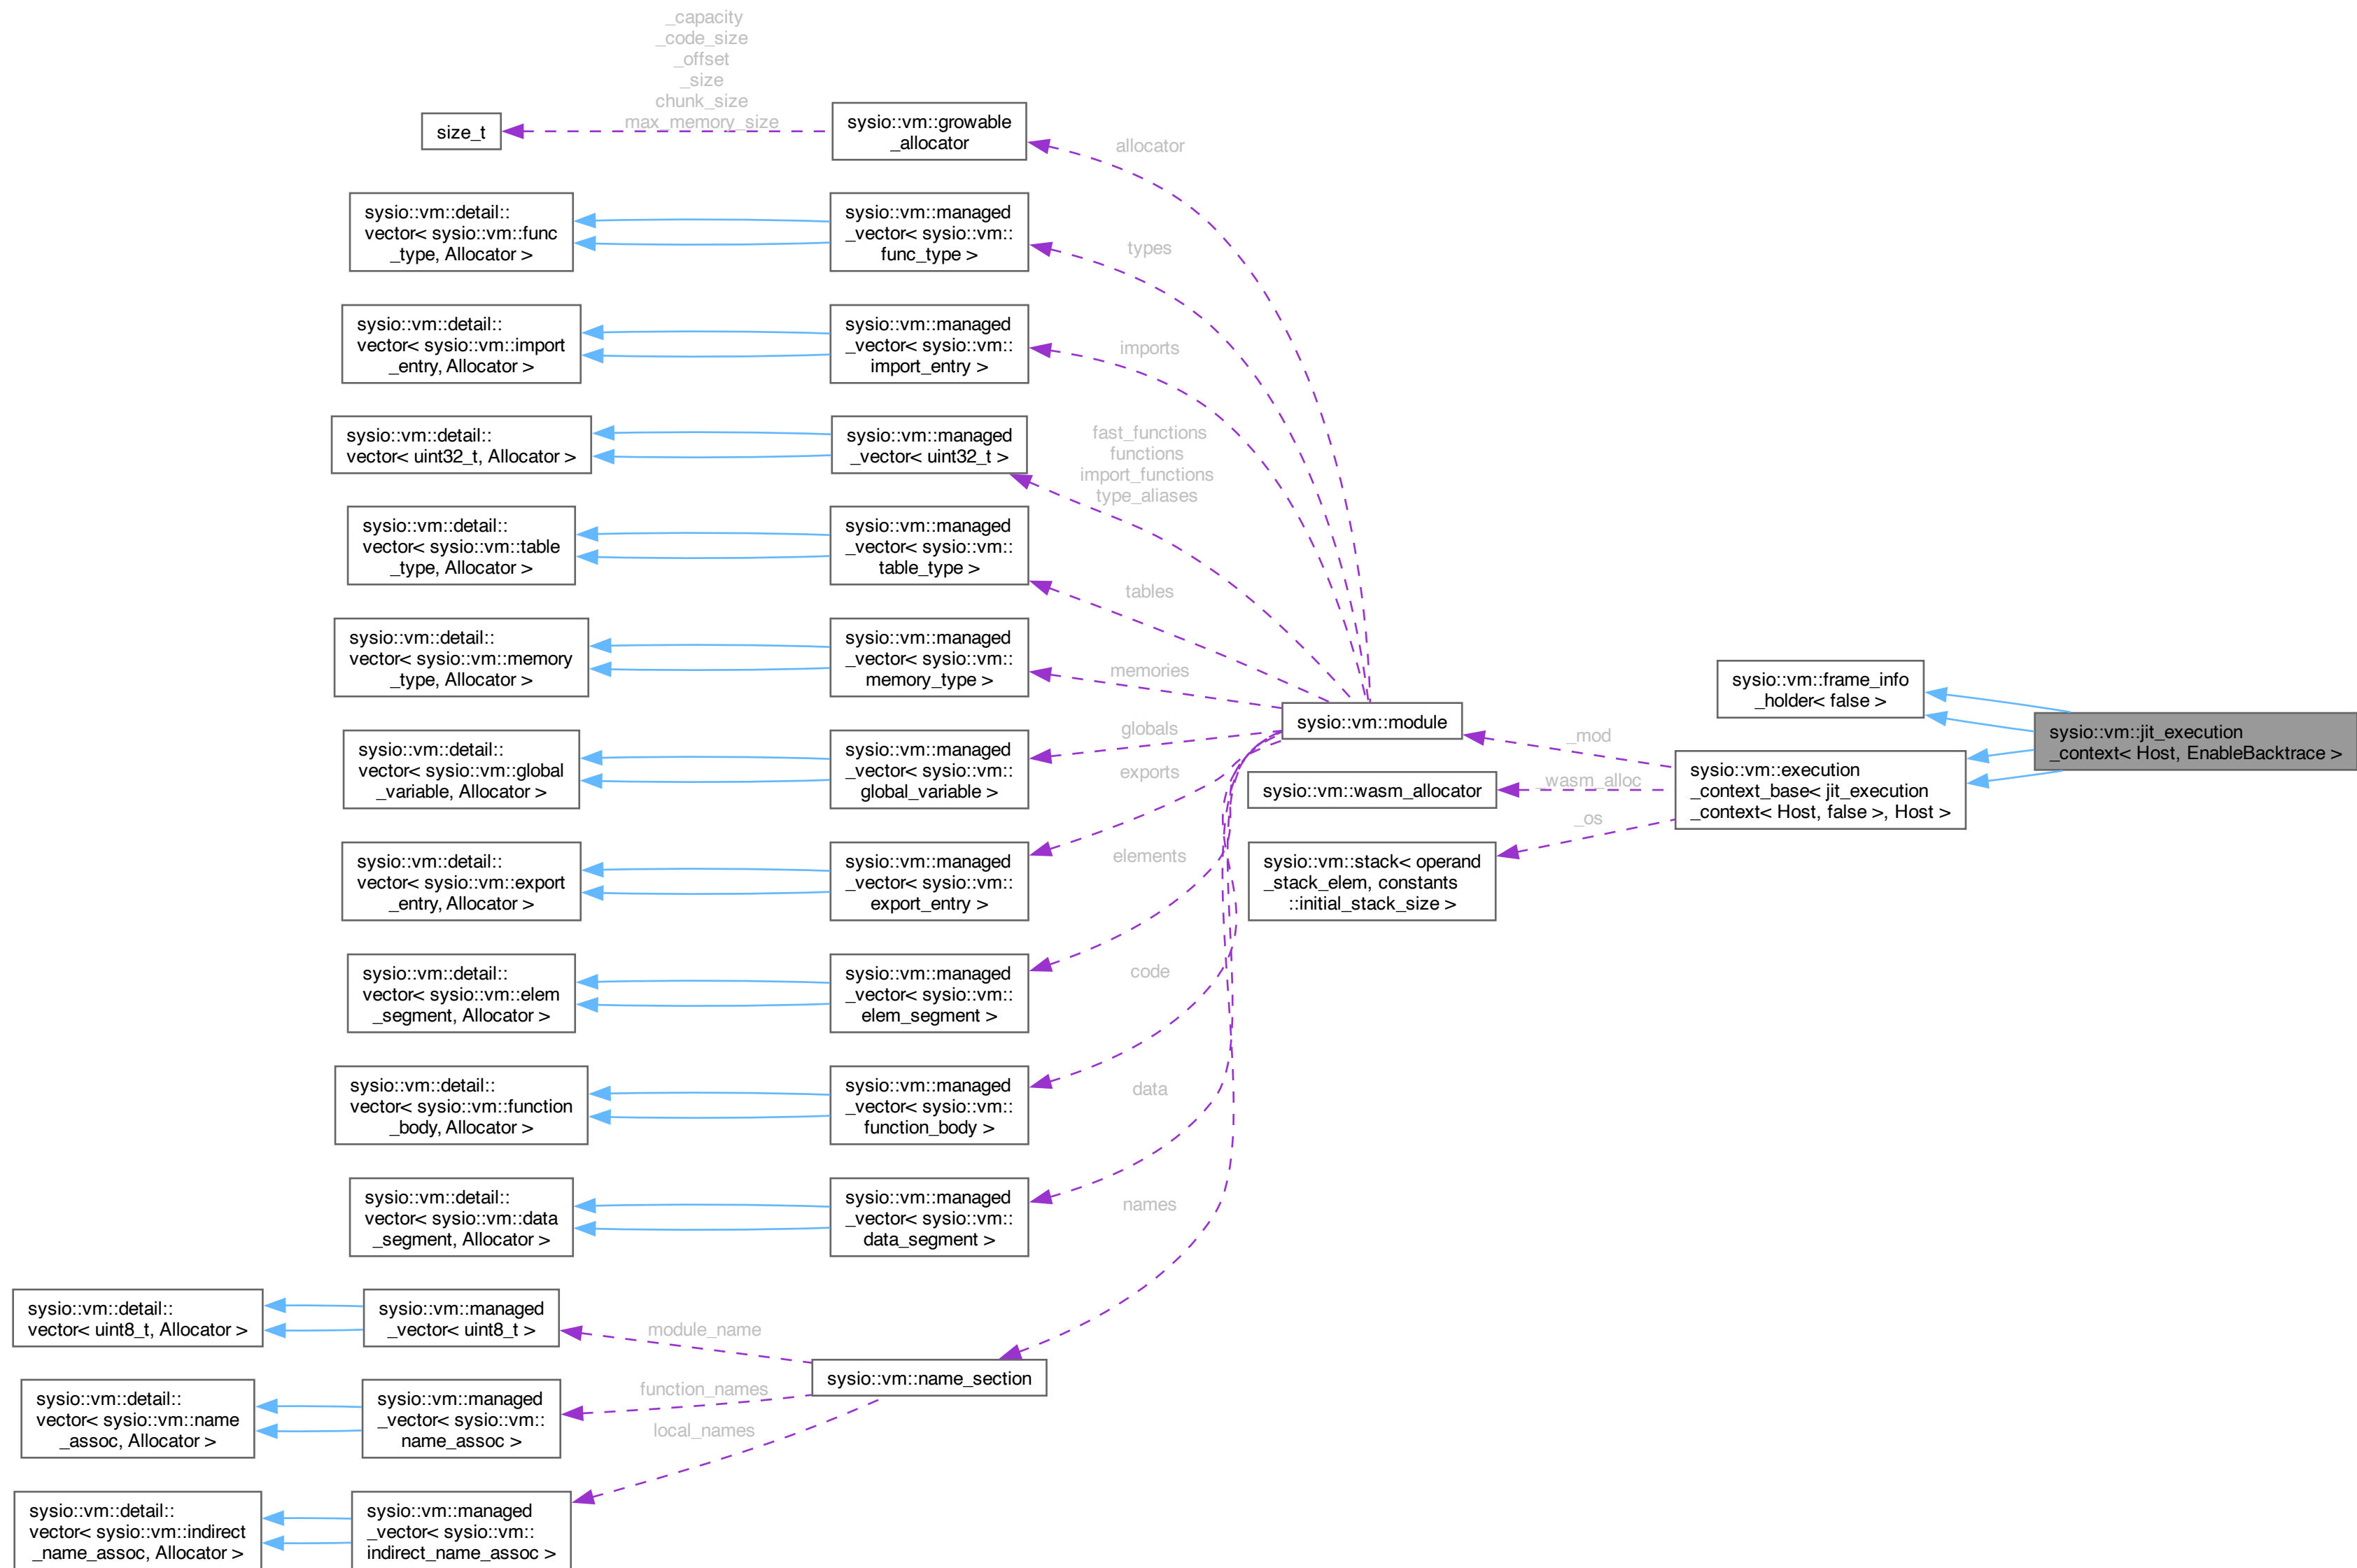 _capacity
_code_size
_offset
_size
chunk_size
max_memory_size
size_t
sysio::vm::growable
_allocator
allocator
sysio::vm::detail::
vector< sysio::vm::func
_type, Allocator >
sysio::vm::managed
_vector< sysio::vm::
func_type >
types
sysio::vm::detail::
vector< sysio::vm::import
_entry, Allocator >
sysio::vm::managed
_vector< sysio::vm::
import_entry >
imports
sysio::vm::detail::
vector< uint32_t, Allocator >
sysio::vm::managed
_vector< uint32_t >
fast_functions
functions
import_functions
type_aliases
sysio::vm::detail::
vector< sysio::vm::table
_type, Allocator >
sysio::vm::managed
_vector< sysio::vm::
table_type >
tables
sysio::vm::detail::
vector< sysio::vm::memory
_type, Allocator >
sysio::vm::managed
_vector< sysio::vm::
memory_type >
memories
sysio::vm::detail::
vector< sysio::vm::global
_variable, Allocator >
sysio::vm::managed
_vector< sysio::vm::
global_variable >
globals
sysio::vm::detail::
vector< sysio::vm::export
_entry, Allocator >
sysio::vm::managed
_vector< sysio::vm::
export_entry >
exports
sysio::vm::detail::
vector< sysio::vm::elem
_segment, Allocator >
sysio::vm::managed
_vector< sysio::vm::
elem_segment >
elements
sysio::vm::detail::
vector< sysio::vm::function
_body, Allocator >
sysio::vm::managed
_vector< sysio::vm::
function_body >
code
sysio::vm::detail::
vector< sysio::vm::data
_segment, Allocator >
sysio::vm::managed
_vector< sysio::vm::
data_segment >
data
sysio::vm::detail::
vector< uint8_t, Allocator >
sysio::vm::managed
_vector< uint8_t >
module_name
sysio::vm::name_section
names
sysio::vm::detail::
vector< sysio::vm::name
_assoc, Allocator >
sysio::vm::managed
_vector< sysio::vm::
name_assoc >
function_names
sysio::vm::detail::
vector< sysio::vm::indirect
_name_assoc, Allocator >
sysio::vm::managed
_vector< sysio::vm::
indirect_name_assoc >
local_names
sysio::vm::module
_mod
sysio::vm::wasm_allocator
_wasm_alloc
sysio::vm::stack< operand
_stack_elem, constants
::initial_stack_size >
_os
sysio::vm::frame_info
_holder< false >
sysio::vm::execution
_context_base< jit_execution
_context< Host, false >, Host >
sysio::vm::jit_execution
_context< Host, EnableBacktrace >